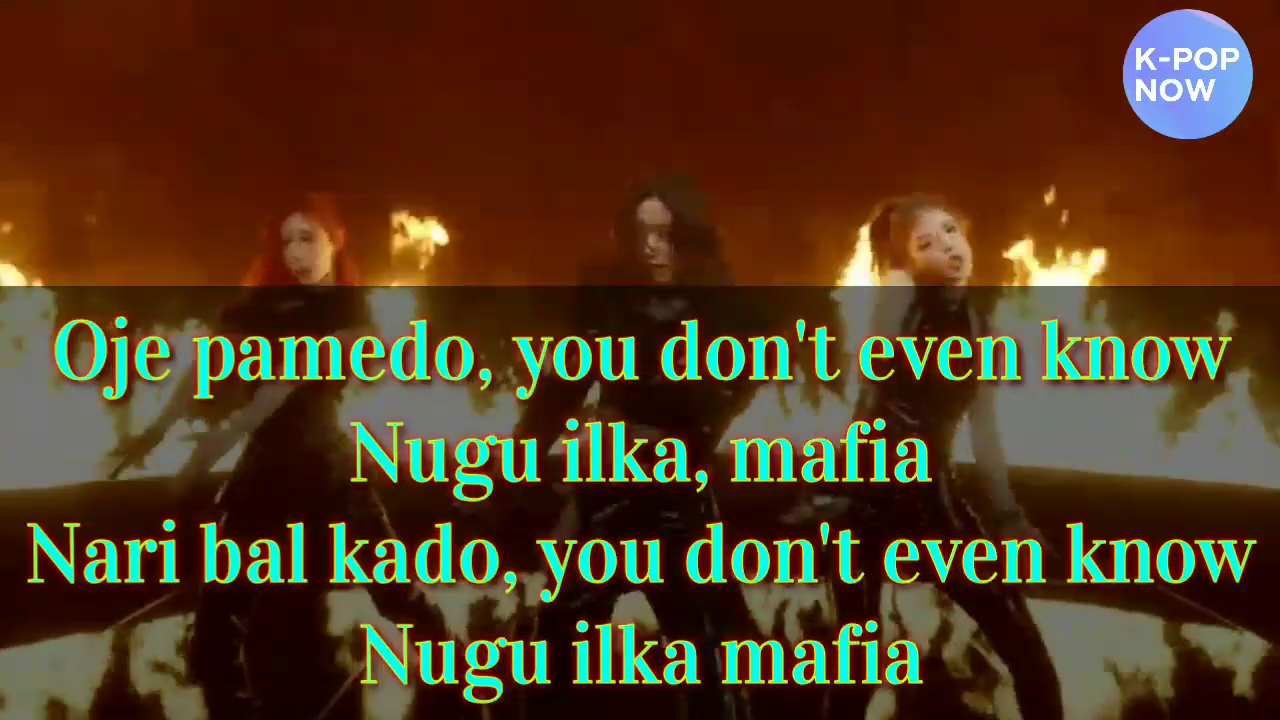 K-POP
NOW
Oje pamedo, you don't even know
Nugu ilka, mafia
Nari bal kado, you don't even know
Nugu ilka mafia